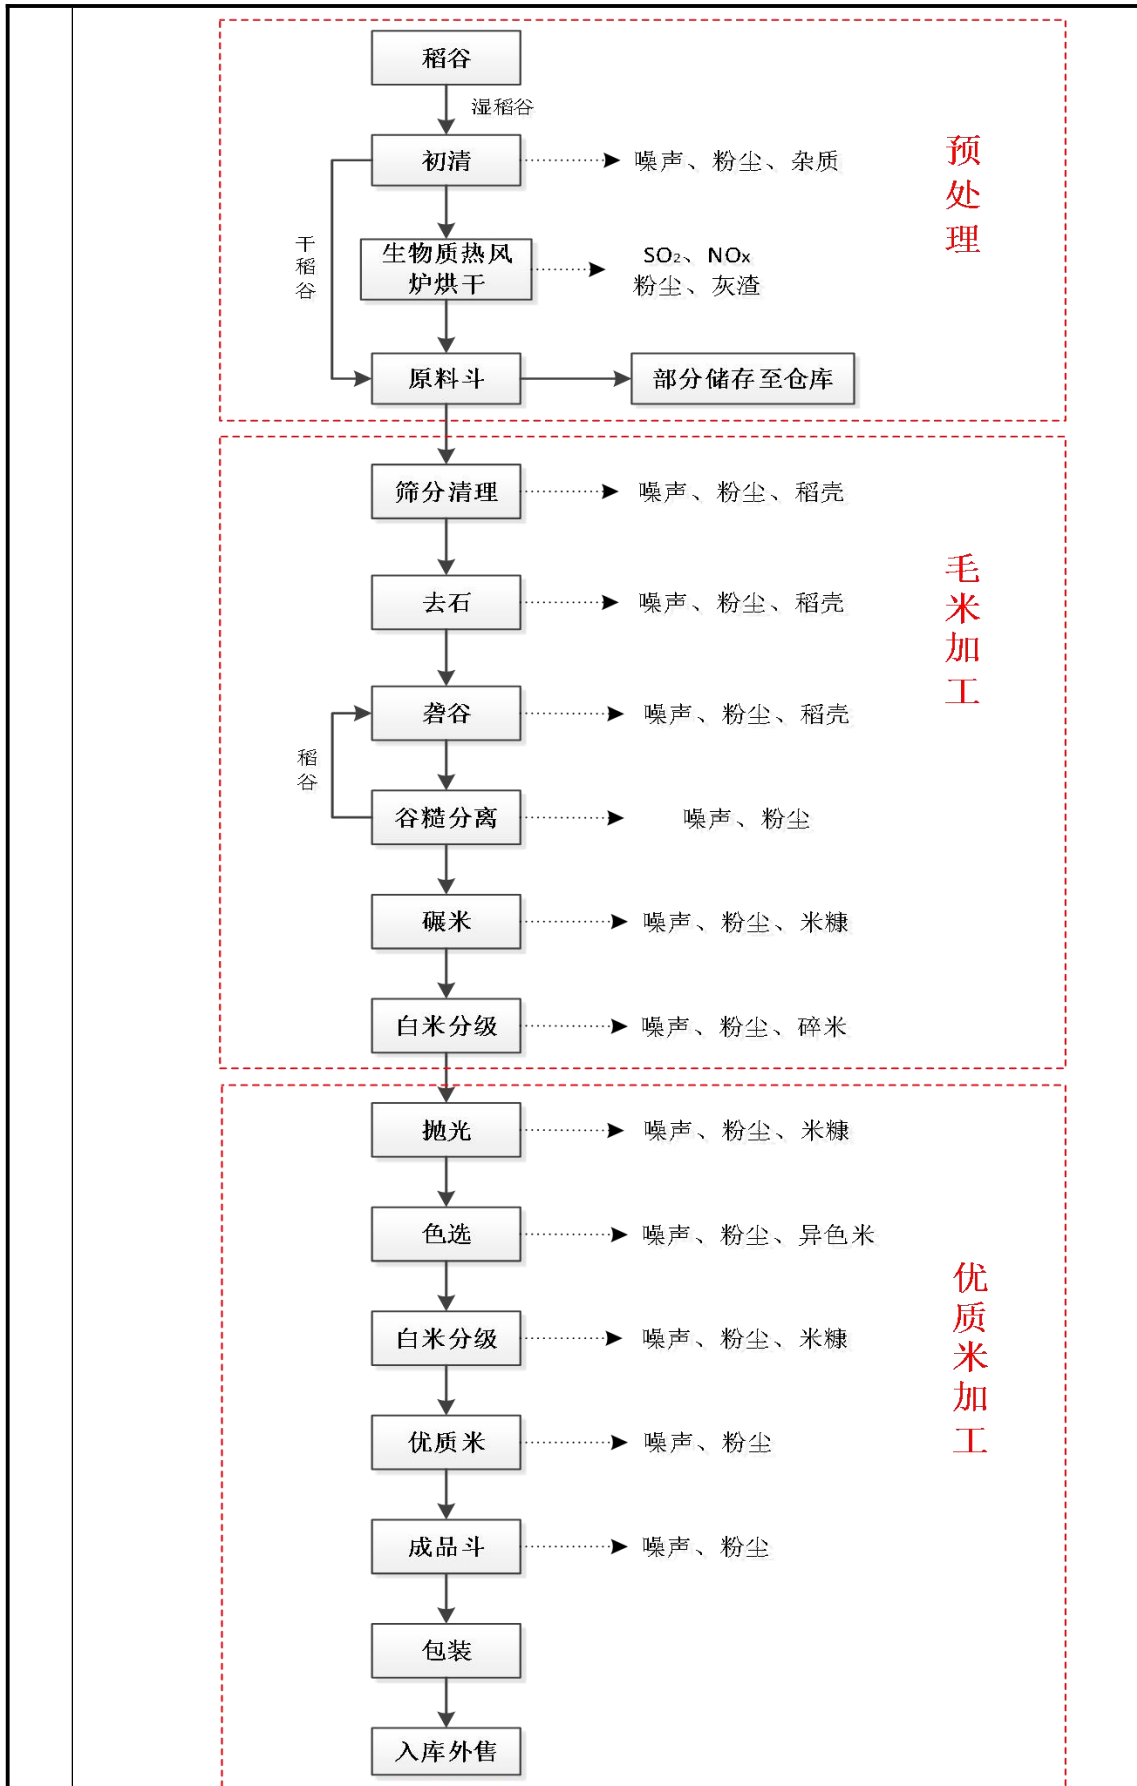 稻谷
湿稻谷
初清
噪声、粉尘、杂质
预处理
干稻谷
生物质热风
炉烘干
SO₂、NOx
粉尘、灰渣
原料斗
部分储存至仓库
筛分清理
噪声、粉尘、稻壳
毛米加工
去石
噪声、粉尘、稻壳
砻谷
噪声、粉尘、稻壳
稻谷
谷糙分离
噪声、粉尘
碾米
噪声、粉尘、米糠
白米分级
噪声、粉尘、碎米
抛光
噪声、粉尘、米糠
色选
噪声、粉尘、异色米
优质米加工
白米分级
噪声、粉尘、米糠
优质米
噪声、粉尘
成品斗
噪声、粉尘
包装
入库外售